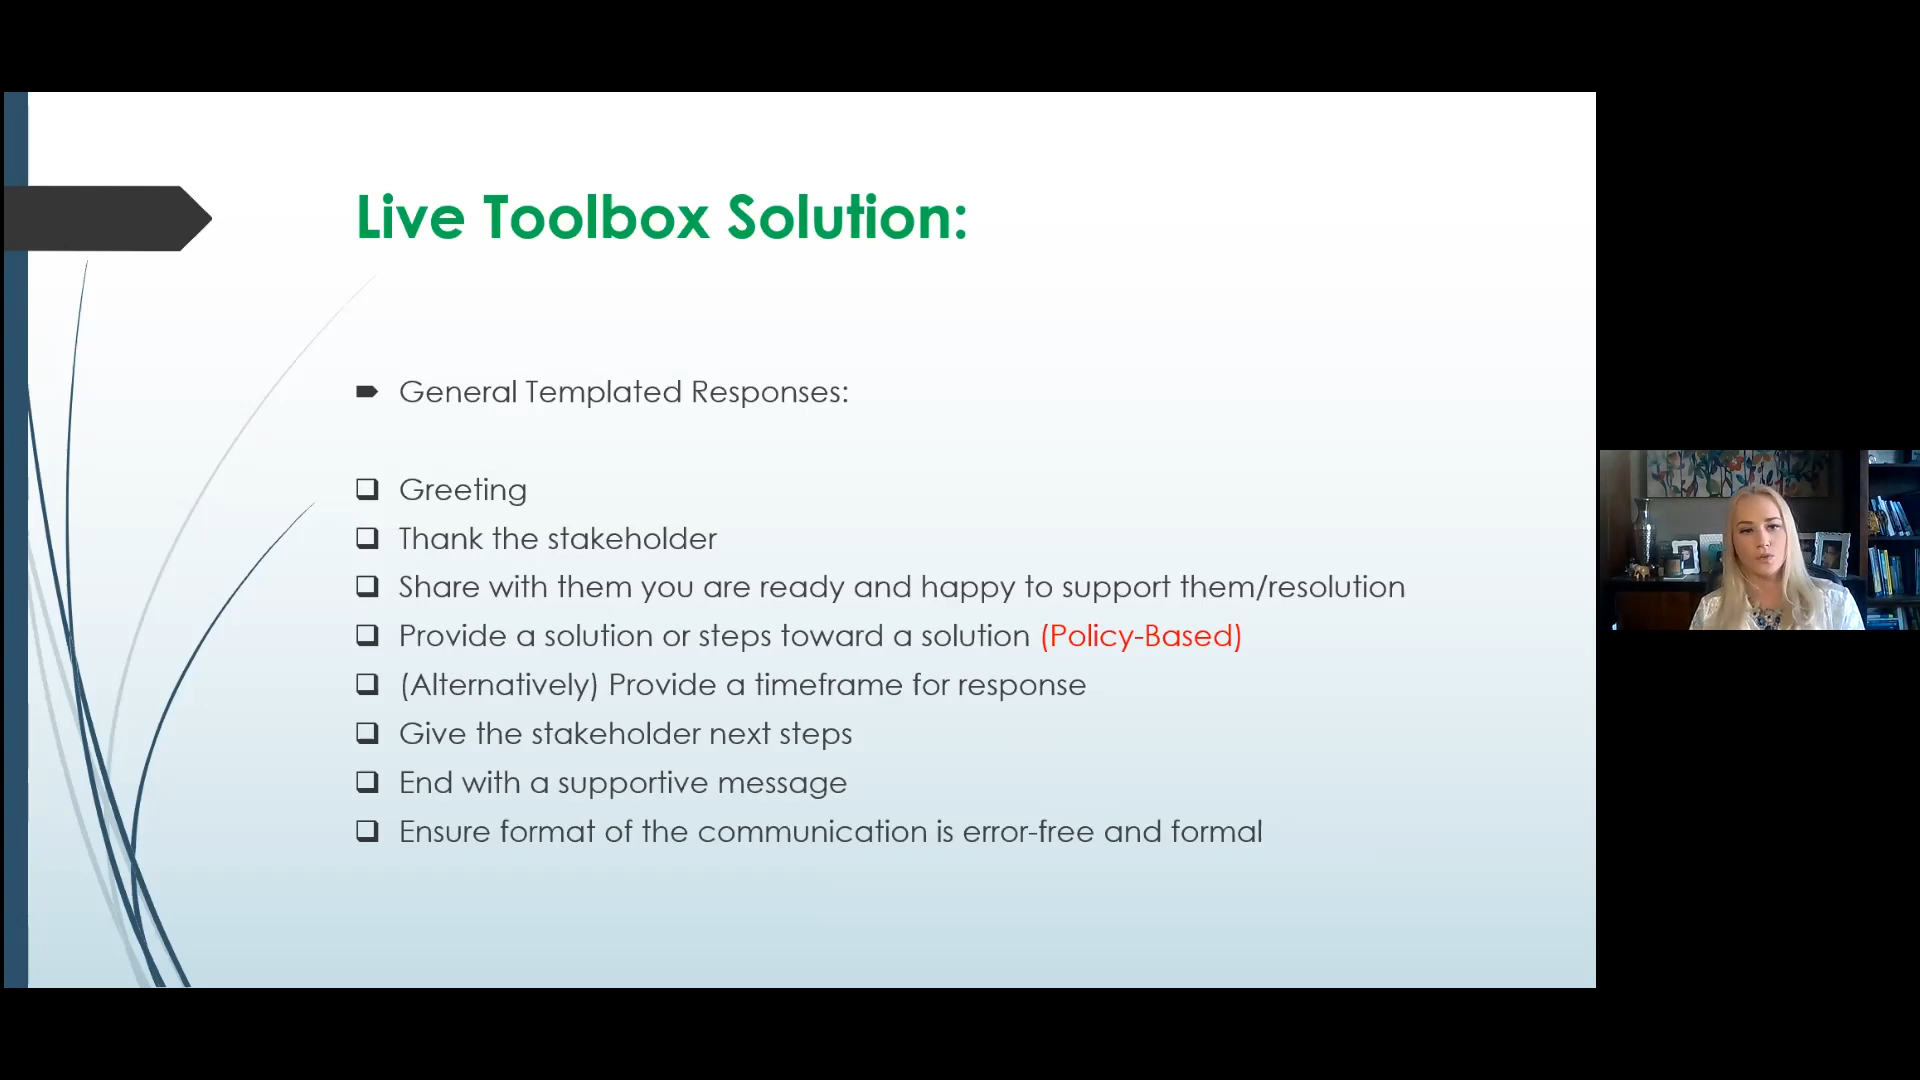 Live Toolbox Solution:
General Templated Responses:
Greeting
Thank the stakeholder
Share with them you are ready and happy to support them/resolution
Provide a solution or steps toward a solution (Policy-Based)
(Alternatively) Provide a timeframe for response
Give the stakeholder next steps
End with a supportive message
Ensure format of the communication is error-free and formal